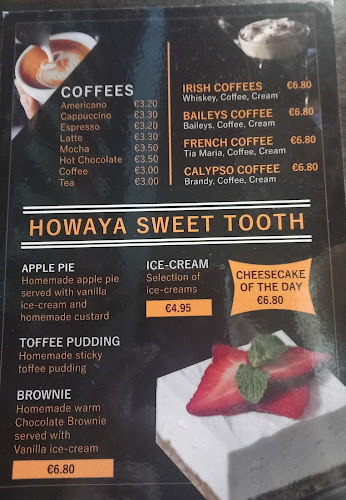 COFFEES
Americano €3.20
Cappuccino €3.30
Espresso €3.20
Latte €3.30
Mocha €3.50
Hot Chocolate €3.50
Coffee €3.00
Tea €3.00
IRISH COFFEES €6.80
Whiskey, Coffee, Cream
BAILEYS COFFEE €6.80
Baileys, Coffee, Cream
FRENCH COFFEE €6.80
Tia Maria, Coffee, Cream
CALYPSO COFFEE €6.80
Brandy, Coffee, Cream
HOWAYA SWEET TOOTH
APPLE PIE
Homemade apple pie
served with vanilla
ice-cream and
homemade custard
TOFFEE PUDDING
Homemade sticky
toffee pudding
BROWNIE
Homemade warm
Chocolate Brownie
served with
Vanilla ice-cream
€6.80
ICE-CREAM
Selection of
ice-creams
€4.95
CHEESECAKE
OF THE DAY
€6.80